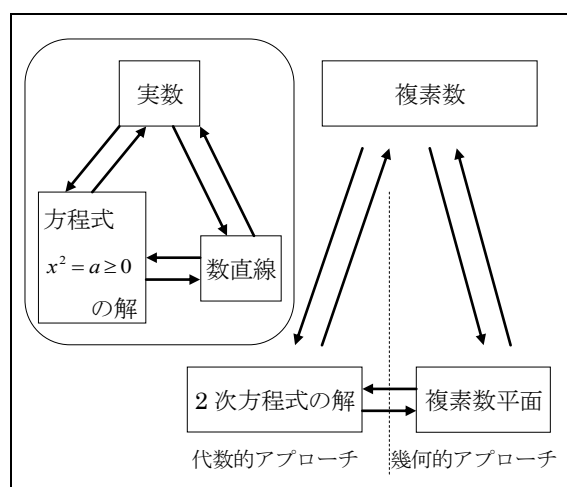 実数
方程式
x² = a ≥ 0
の解
数直線
複素数
2 次方程式の解
複素数平面
代数的アプローチ
幾何的アプローチ